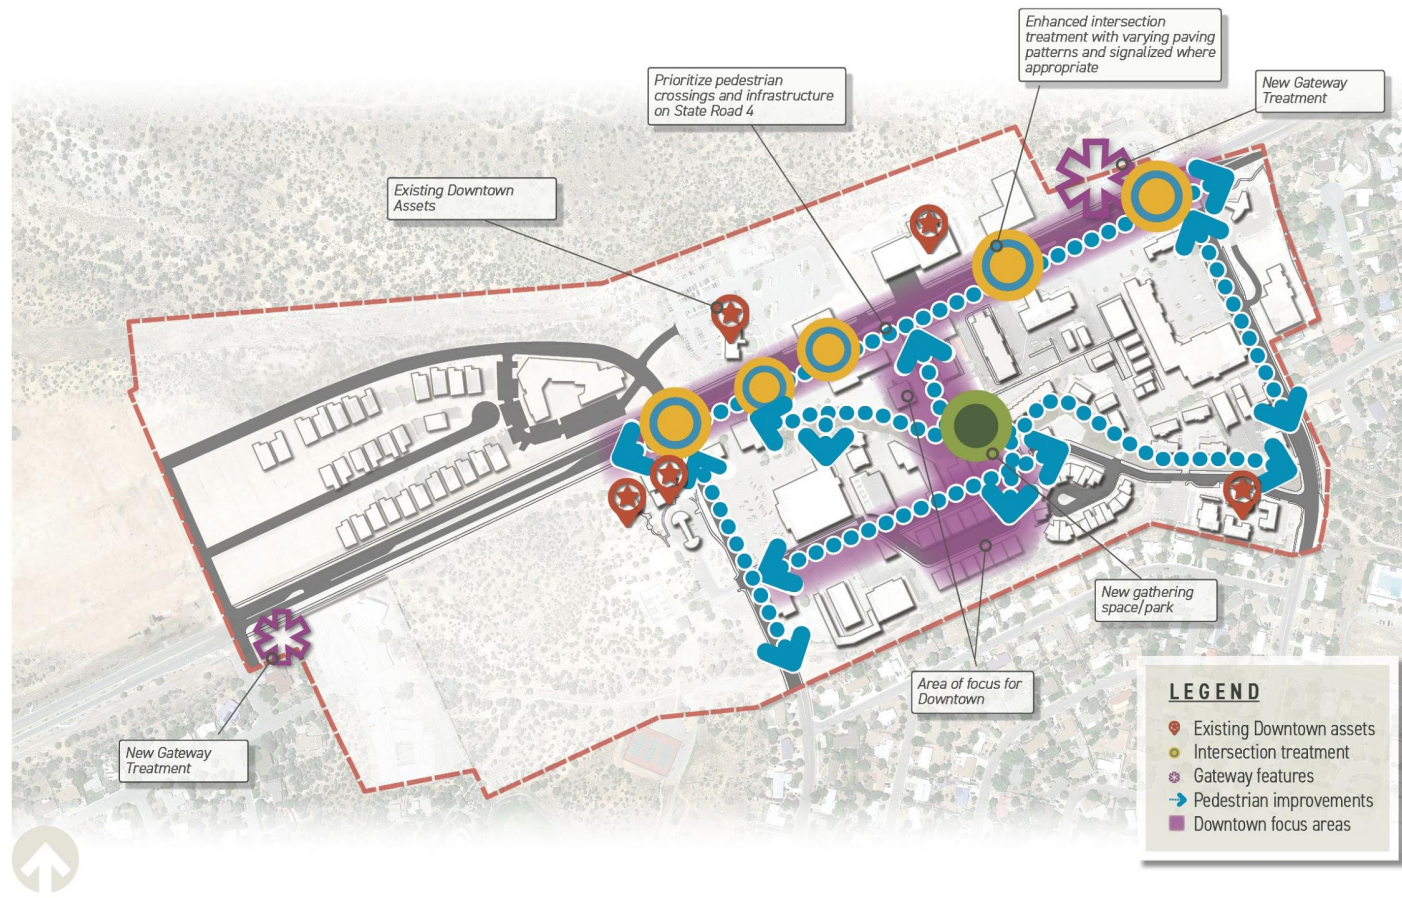 Enhanced intersection
treatment with varying paving
patterns and signalized where
appropriate
Prioritize pedestrian
crossings and infrastructure
on State Road 4
New Gateway
Treatment
Existing Downtown
Assets
New gathering
space/park
Area of focus for
Downtown
New Gateway
Treatment
LEGEND
Existing Downtown assets
Intersection treatment
Gateway features
Pedestrian improvements
Downtown focus areas